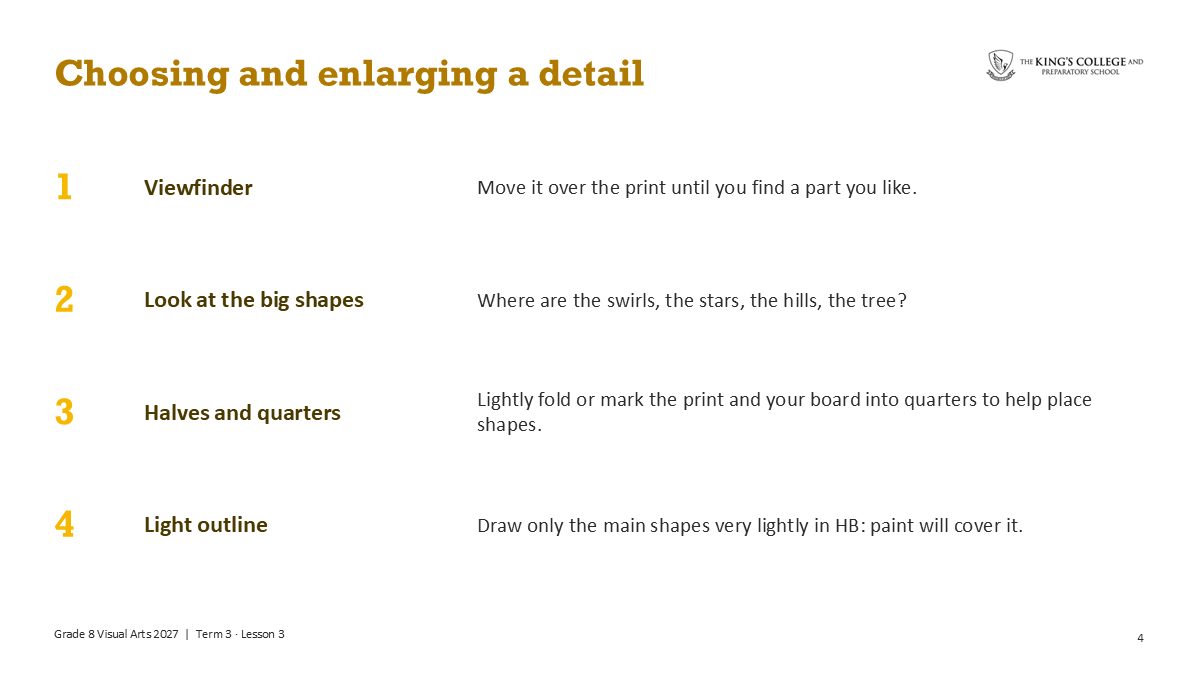 Choosing and enlarging a detail
THE KING'S COLLEGE AND
PREPARATORY SCHOOL
1
Viewfinder
Move it over the print until you find a part you like.
2
Look at the big shapes
Where are the swirls, the stars, the hills, the tree?
3
Halves and quarters
Lightly fold or mark the print and your board into quarters to help place
shapes.
4
Light outline
Draw only the main shapes very lightly in HB: paint will cover it.
Grade 8 Visual Arts 2027 | Term 3 · Lesson 3
4